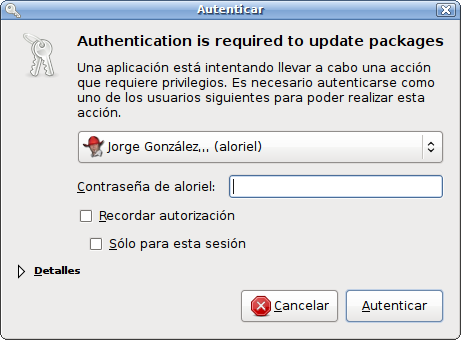 Autenticar
Authentication is required to update packages
Una aplicación está intentando llevar a cabo una acción
que requiere privilegios. Es necesario autenticarse como
uno de los usuarios siguientes para poder realizar esta
acción.
Jorge González,,, (aloriel)
Contraseña de aloriel:
Recordar autorización
Sólo para esta sesión
Detalles
Cancelar Autenticar